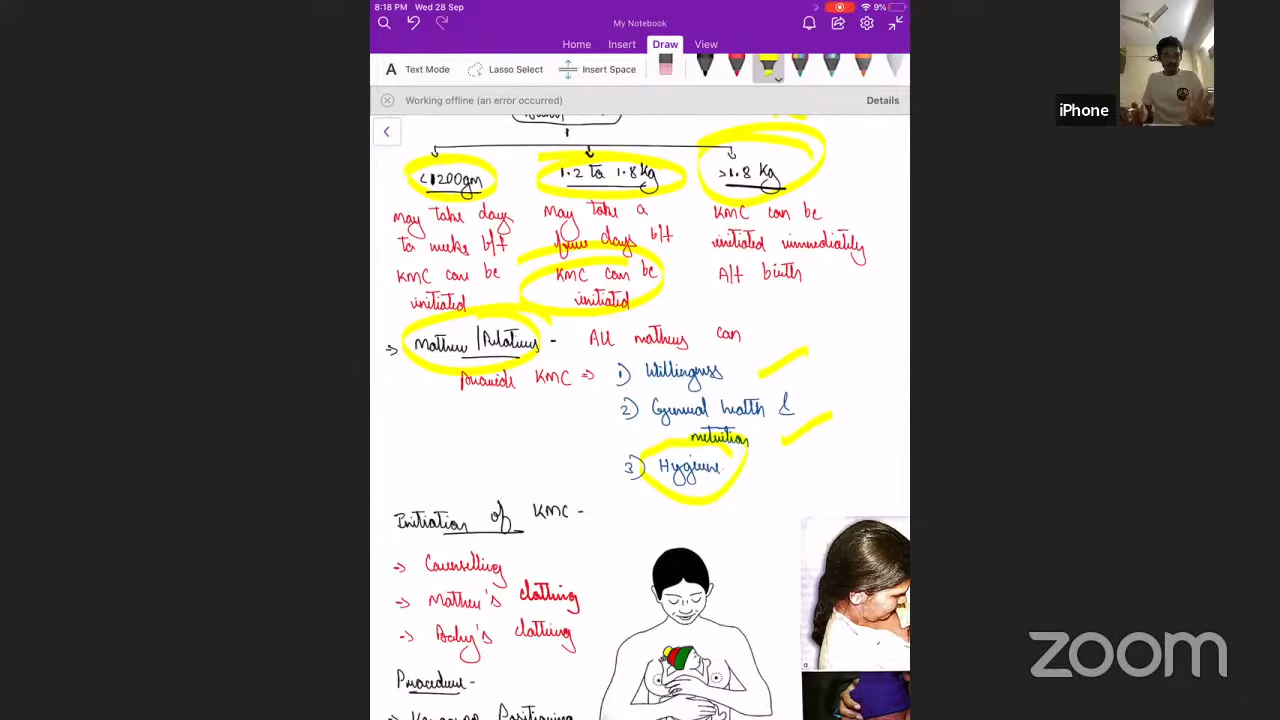 8:18 PM Wed 28 Sep
9%
My Notebook
Home Insert Draw View
A Text Mode Lasso Select Insert Space
Working offline (an error occurred) Details
iPhone
<1200gm 1.2 to 1.8 Kg >1.8 Kg
May take days May take a KMC can be
to weeks b/f days b/f initiated immediately
KMC can be KMC can be A/f birth
initiated initiated
⇒ Mother / Relatives - All mothers can
provide KMC ⇒ 1) Willingness
2) General health &
nutrition
3) Hygiene
Initiation of KMC -
→ Counselling
→ Mother's clothing
→ Baby's clothing
Procedure -
→ Kangaroo Positioning
zoom